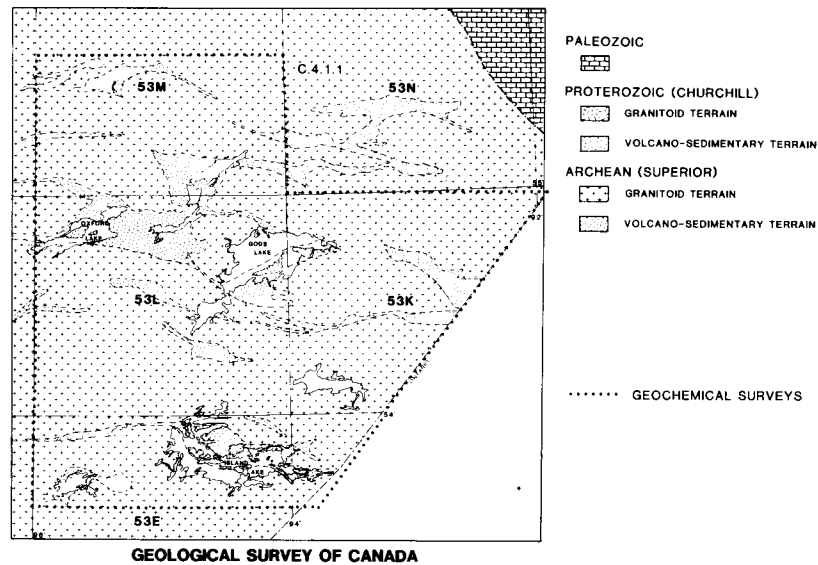 C.4.1.1
53M
53N
55°
92°
OXFORD
LAKE
GODS
LAKE
53L
53K
54°
ISLAND
LAKE
53E
96°
94°
GEOLOGICAL SURVEY OF CANADA
PALEOZOIC
PROTEROZOIC (CHURCHILL)
GRANITOID TERRAIN
VOLCANO-SEDIMENTARY TERRAIN
ARCHEAN (SUPERIOR)
GRANITOID TERRAIN
VOLCANO-SEDIMENTARY TERRAIN
GEOCHEMICAL SURVEYS